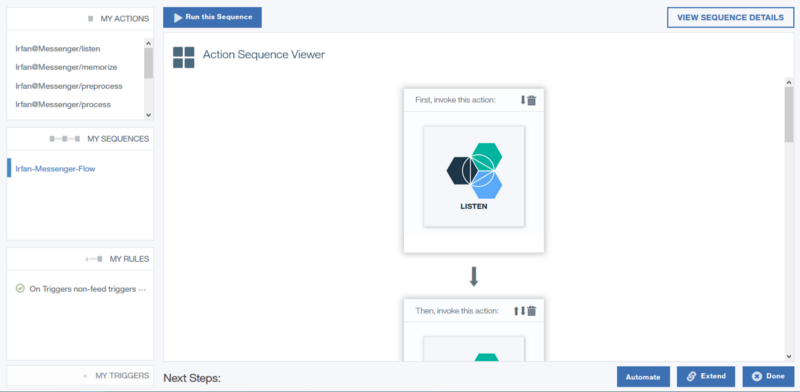 MY ACTIONS
Irfan@Messenger/listen
Irfan@Messenger/memorize
Irfan@Messenger/preprocess
Irfan@Messenger/process
MY SEQUENCES
Irfan-Messenger-Flow
MY RULES
On Triggers non-feed triggers ...
MY TRIGGERS
Run this Sequence
VIEW SEQUENCE DETAILS
Action Sequence Viewer
First, invoke this action:
LISTEN
Then, invoke this action:
Next Steps:
Automate
Extend
Done